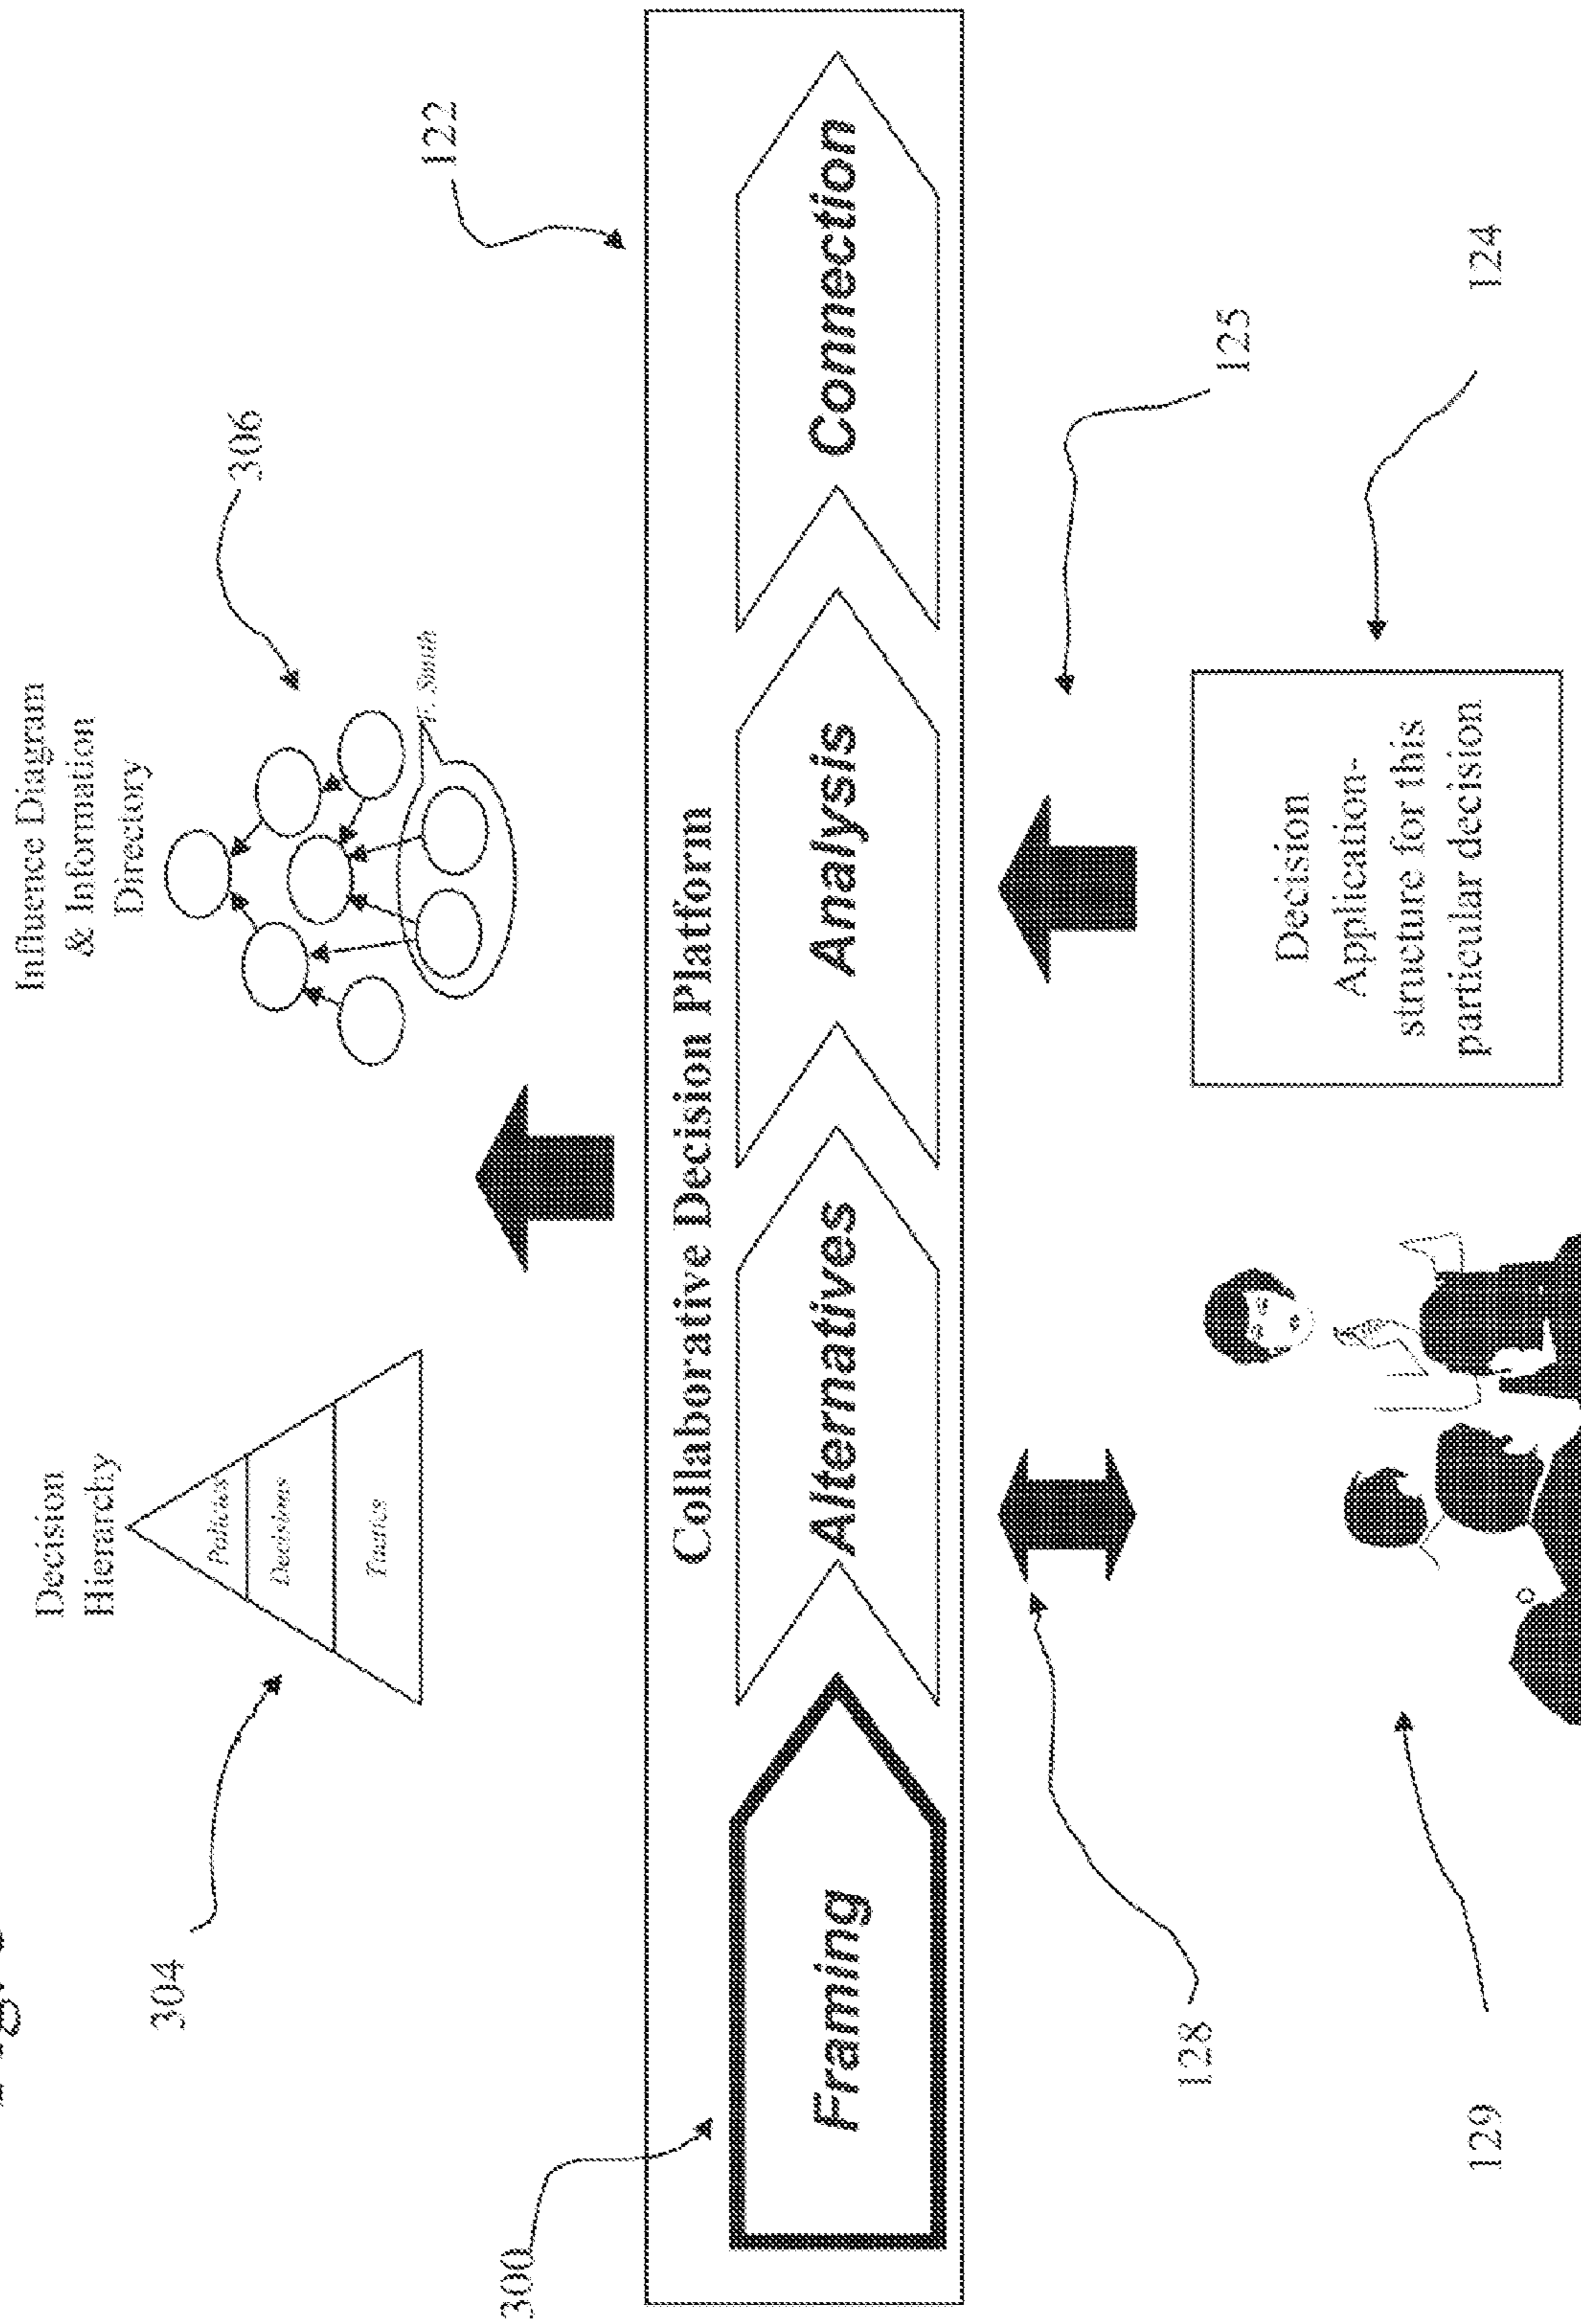 Decision
Hierarchy
Policies
Decisions
Tactics
304
Influence Diagram
& Information
Directory
F. Smith
306
122
300
Collaborative Decision Platform
Framing
Alternatives
Analysis
Connection
128
125
129
Decision
Application-
structure for this
particular decision
124